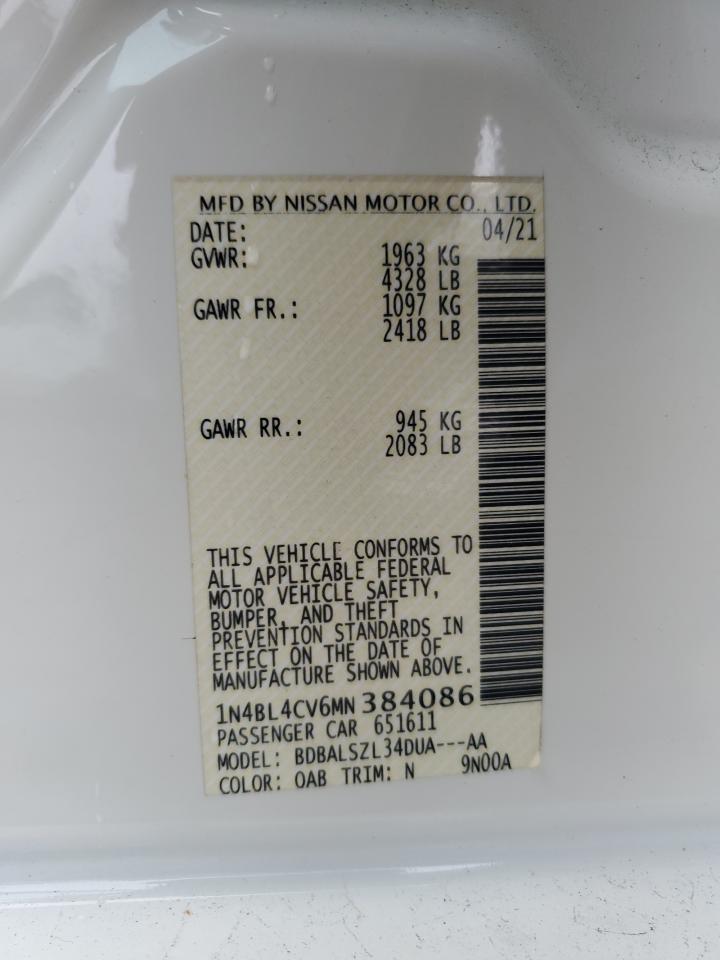 MFD BY NISSAN MOTOR CO., LTD.
DATE: 04/21
GVWR: 1963 KG
4328 LB
GAWR FR.: 1097 KG
2418 LB
GAWR RR.: 945 KG
2083 LB
THIS VEHICLE CONFORMS TO
ALL APPLICABLE FEDERAL
MOTOR VEHICLE SAFETY,
BUMPER, AND THEFT
PREVENTION STANDARDS IN
EFFECT ON THE DATE OF
MANUFACTURE SHOWN ABOVE.
1N4BL4CV6MN384086
PASSENGER CAR 651611
MODEL: BDBALSZL34DUA---AA
COLOR: OAB TRIM: N 9N00A